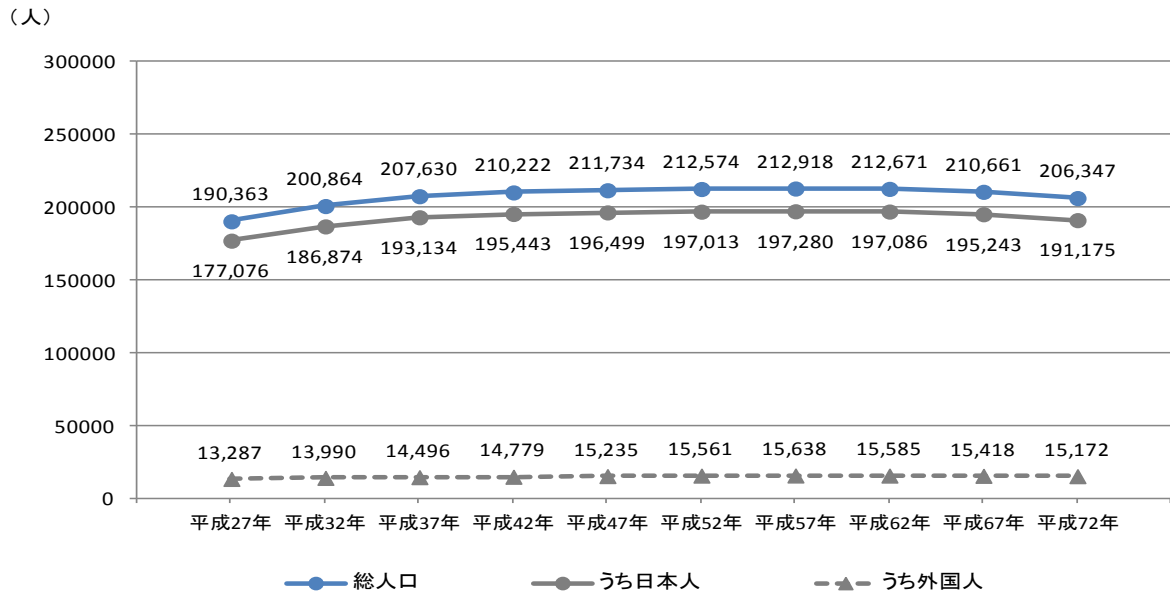 （人）
300000
250000
200000
150000
100000
50000
0
190,363 200,864 207,630 210,222 211,734 212,574 212,918 212,671 210,661 206,347
177,076 186,874 193,134 195,443 196,499 197,013 197,280 197,086 195,243 191,175
13,287 13,990 14,496 14,779 15,235 15,561 15,638 15,585 15,418 15,172
平成27年 平成32年 平成37年 平成42年 平成47年 平成52年 平成57年 平成62年 平成67年 平成72年
総人口 うち日本人 うち外国人